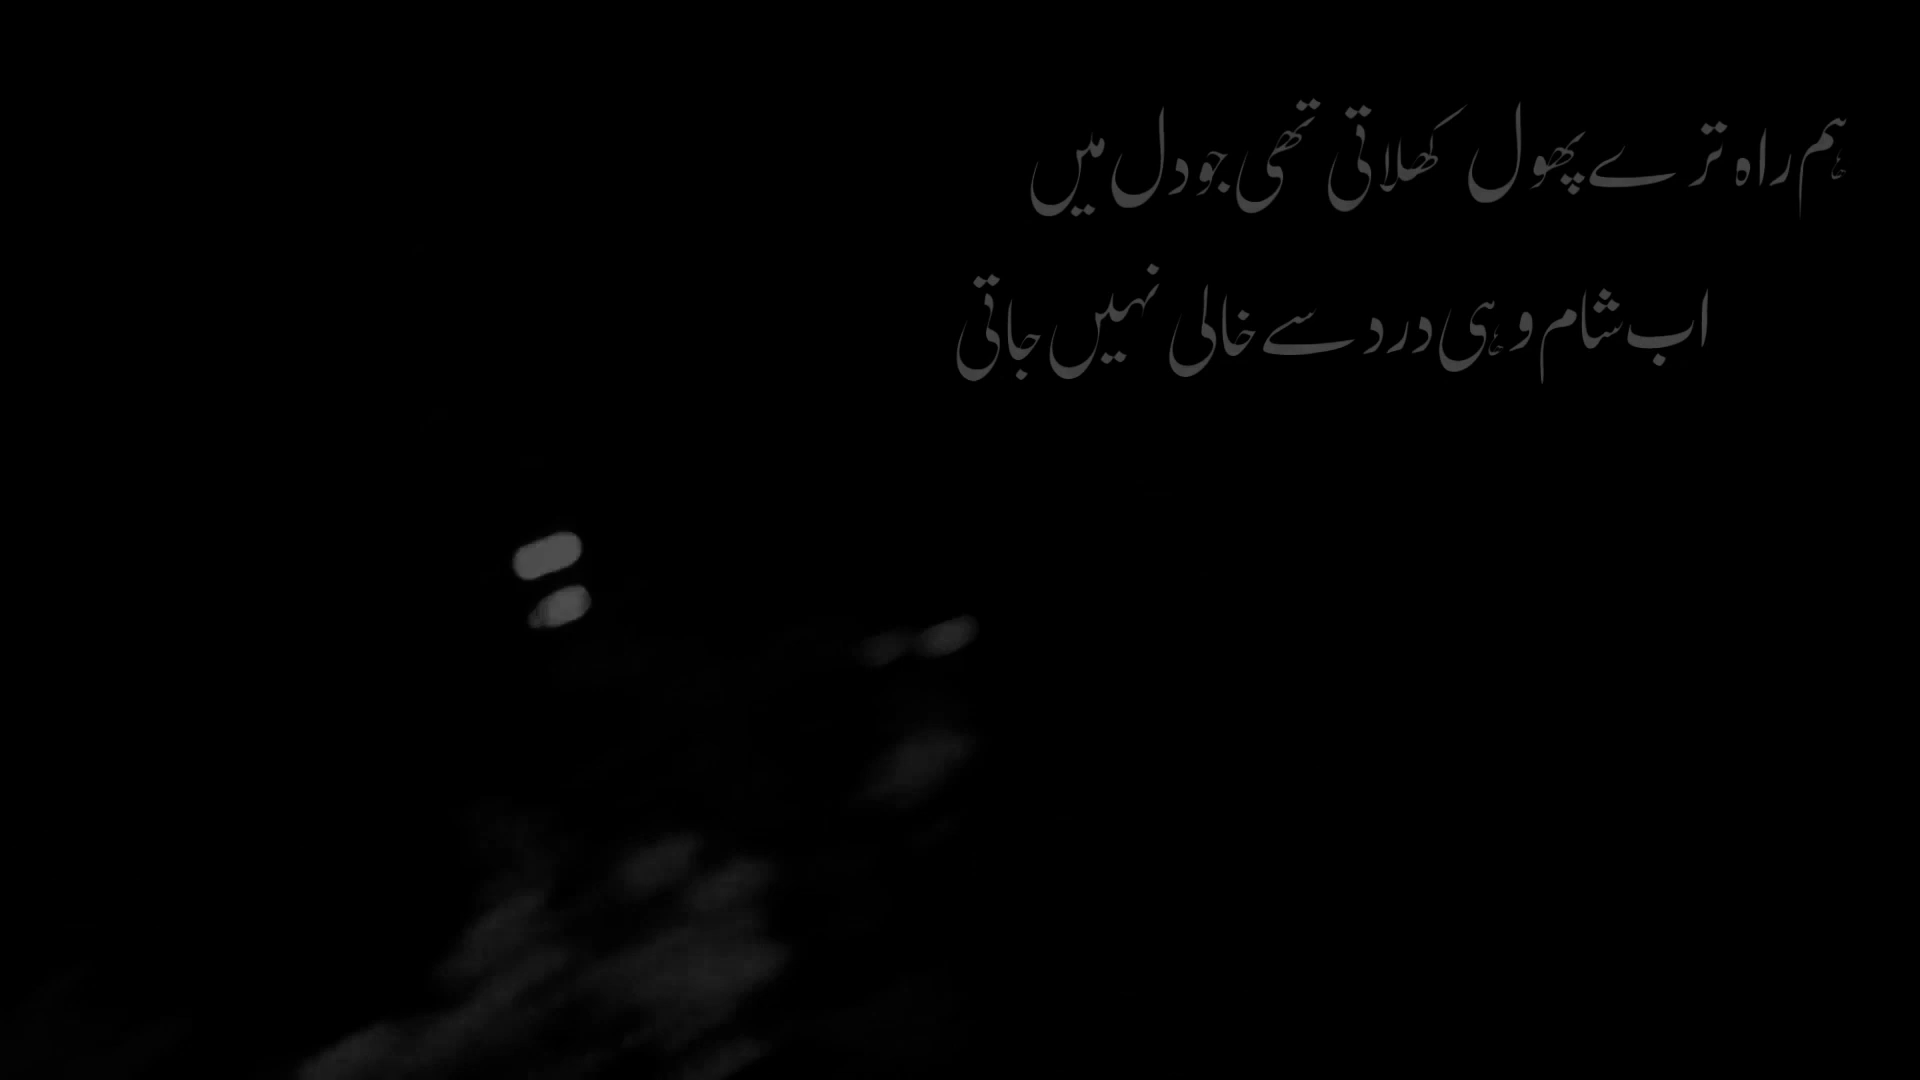 ہم راہ ترے پھول کھلاتی تھی جو دل میں
اب شام وہی درد سے خالی نہیں جاتی